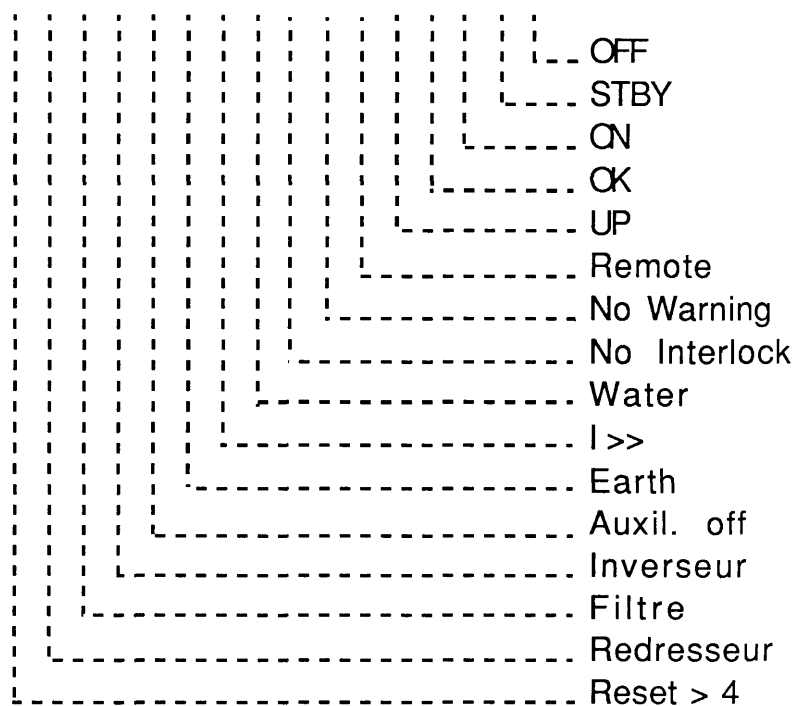 OFF
STBY
ON
OK
UP
Remote
No Warning
No Interlock
Water
I >>
Earth
Auxil. off
Inverseur
Filtre
Redresseur
Reset > 4